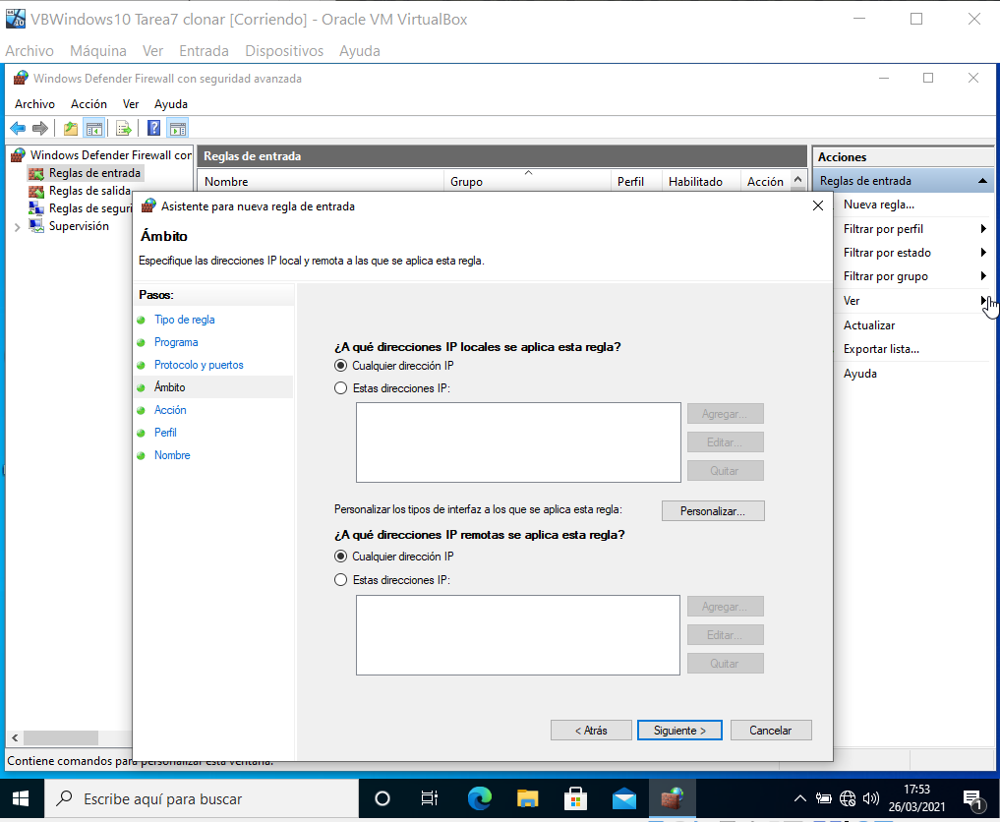 VBWindows10 Tarea7 clonar [Corriendo] - Oracle VM VirtualBox
Archivo Máquina Ver Entrada Dispositivos Ayuda
Windows Defender Firewall con seguridad avanzada
Archivo Acción Ver Ayuda
Windows Defender Firewall con
Reglas de entrada
Reglas de salida
Reglas de seguri
Supervisión
Reglas de entrada
Nombre Grupo Perfil Habilitado Acción
Acciones
Reglas de entrada
Nueva regla...
Filtrar por perfil
Filtrar por estado
Filtrar por grupo
Ver
Actualizar
Exportar lista...
Ayuda
Asistente para nueva regla de entrada
Ámbito
Especifique las direcciones IP local y remota a las que se aplica esta regla.
Pasos:
Tipo de regla
Programa
Protocolo y puertos
Ámbito
Acción
Perfil
Nombre
¿A qué direcciones IP locales se aplica esta regla?
Cualquier dirección IP
Estas direcciones IP:
Agregar...
Editar...
Quitar
Personalizar los tipos de interfaz a los que se aplica esta regla:
Personalizar...
¿A qué direcciones IP remotas se aplica esta regla?
Cualquier dirección IP
Estas direcciones IP:
Agregar...
Editar...
Quitar
< Atrás
Siguiente >
Cancelar
Contiene comandos para personalizar esta ventana.
Escribe aquí para buscar
17:53
26/03/2021
1